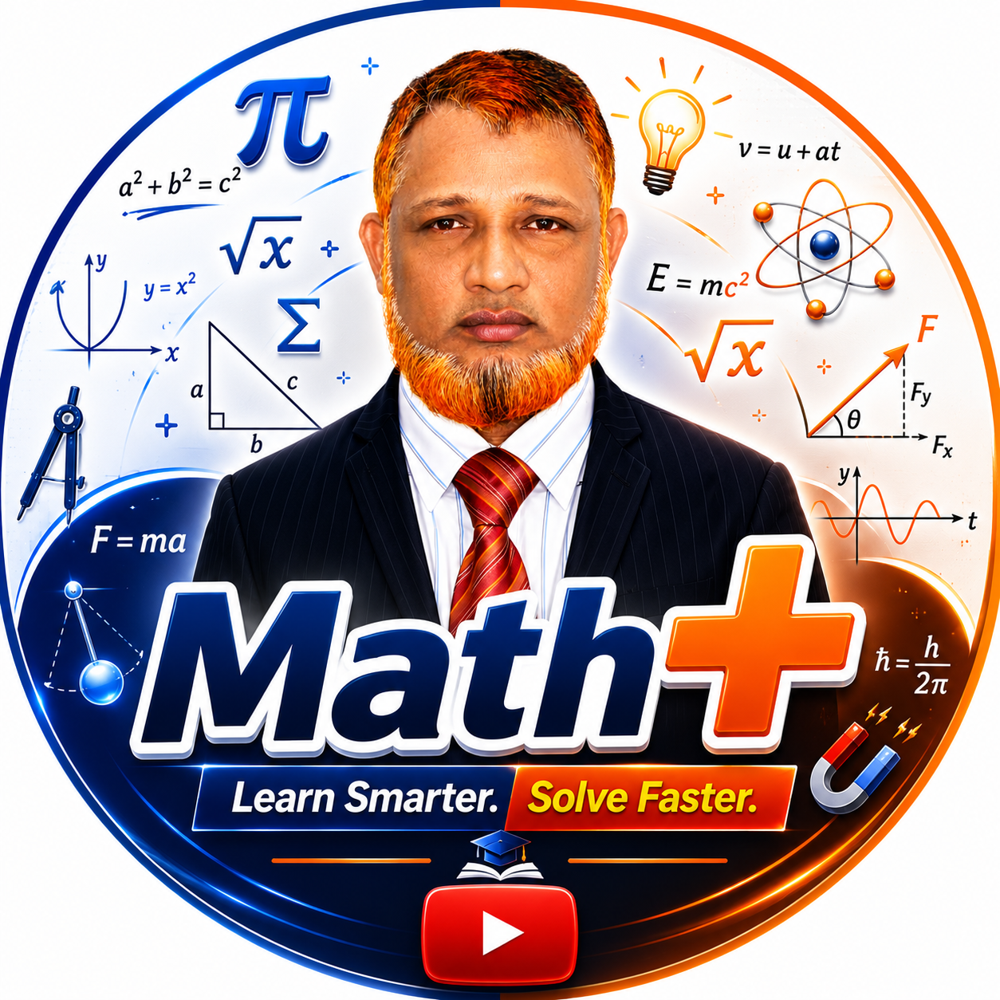 π
a² + b² = c²
v = u + at
√x
y
y = x²
x
E = mc²
Σ
√x
a
c
b
F
Fy
θ
Fx
y
t
F = ma
Math+
ħ = h/2π
Learn Smarter. Solve Faster.